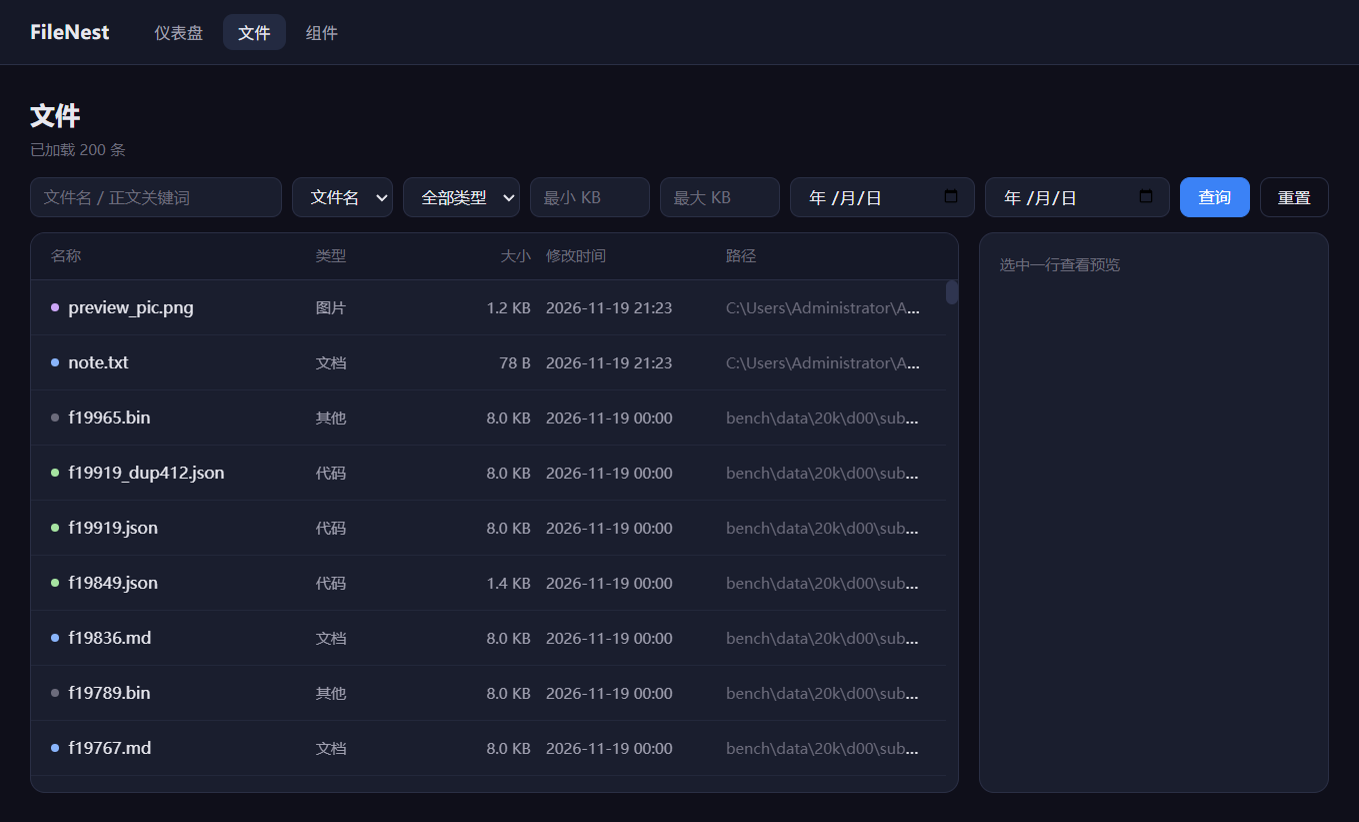 FileNest 仪表盘 文件 组件
文件
已加载 200 条
文件名 / 正文关键词 文件名 全部类型 最小 KB 最大 KB 年 /月/日 年 /月/日 查询 重置
名称 类型 大小 修改时间 路径
选中一行查看预览
preview_pic.png 图片 1.2 KB 2026-11-19 21:23 C:\Users\Administrator\A...
note.txt 文档 78 B 2026-11-19 21:23 C:\Users\Administrator\A...
f19965.bin 其他 8.0 KB 2026-11-19 00:00 bench\data\20k\d00\sub...
f19919_dup412.json 代码 8.0 KB 2026-11-19 00:00 bench\data\20k\d00\sub...
f19919.json 代码 8.0 KB 2026-11-19 00:00 bench\data\20k\d00\sub...
f19849.json 代码 1.4 KB 2026-11-19 00:00 bench\data\20k\d00\sub...
f19836.md 文档 8.0 KB 2026-11-19 00:00 bench\data\20k\d00\sub...
f19789.bin 其他 8.0 KB 2026-11-19 00:00 bench\data\20k\d00\sub...
f19767.md 文档 8.0 KB 2026-11-19 00:00 bench\data\20k\d00\sub...